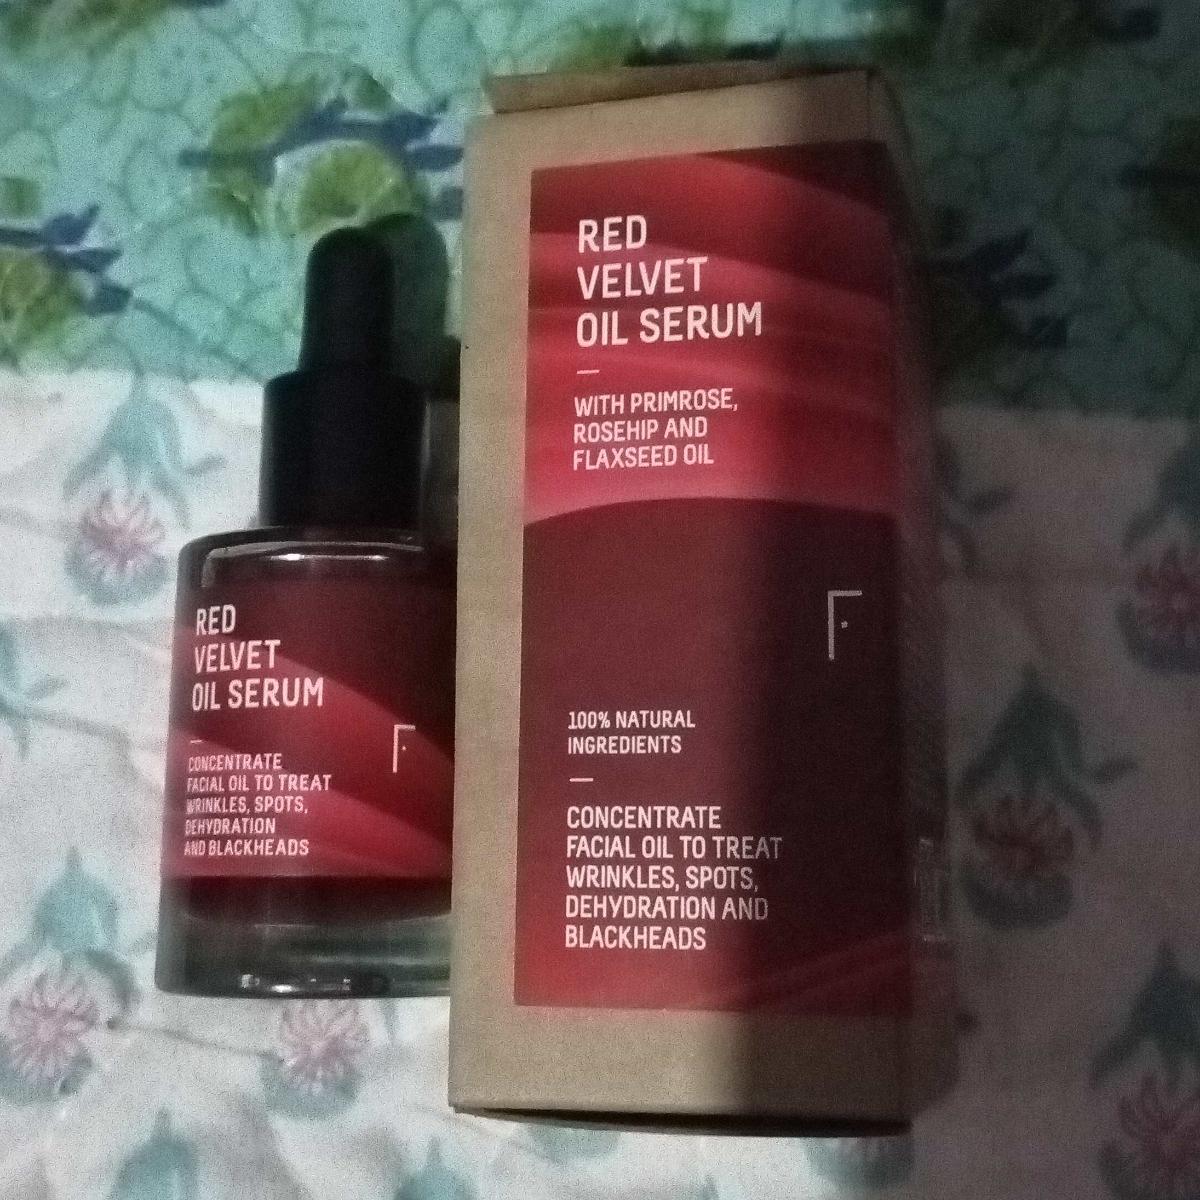 RED
VELVET
OIL SERUM
CONCENTRATE
FACIAL OIL TO TREAT
WRINKLES, SPOTS,
DEHYDRATION
AND BLACKHEADS
F
RED
VELVET
OIL SERUM
WITH PRIMROSE,
ROSEHIP AND
FLAXSEED OIL
F
100% NATURAL
INGREDIENTS
CONCENTRATE
FACIAL OIL TO TREAT
WRINKLES, SPOTS,
DEHYDRATION AND
BLACKHEADS